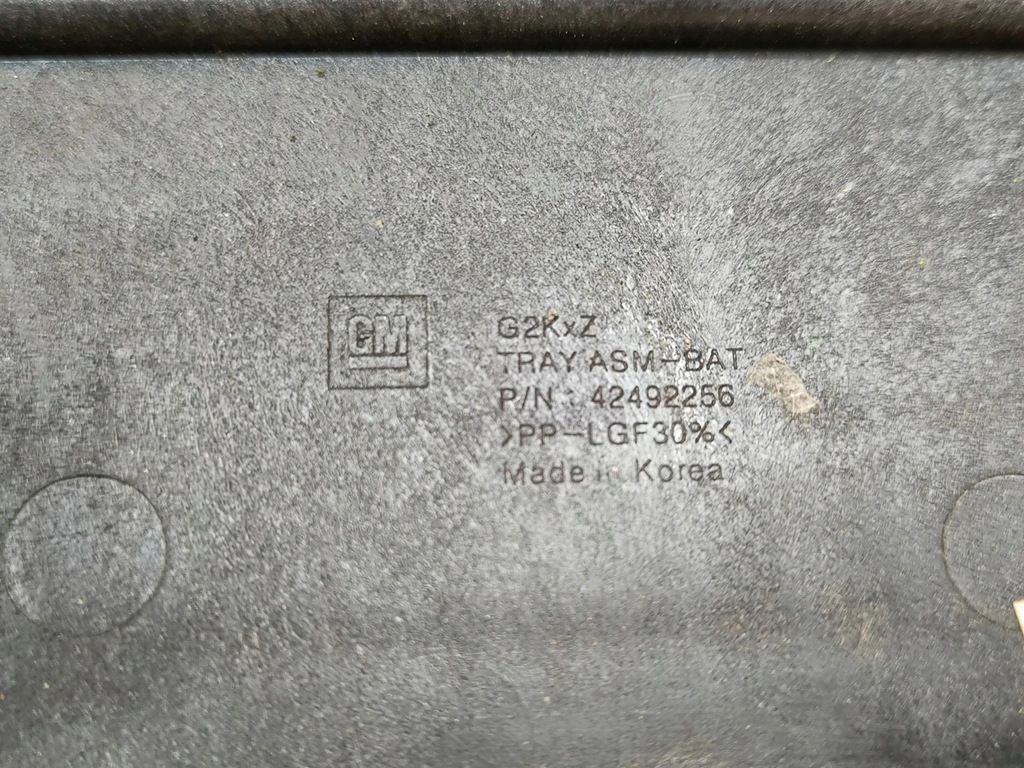 GM
G2KxZ
TRAY ASM-BAT
P/N : 42492256
>PP-LGF30%<
Made in Korea